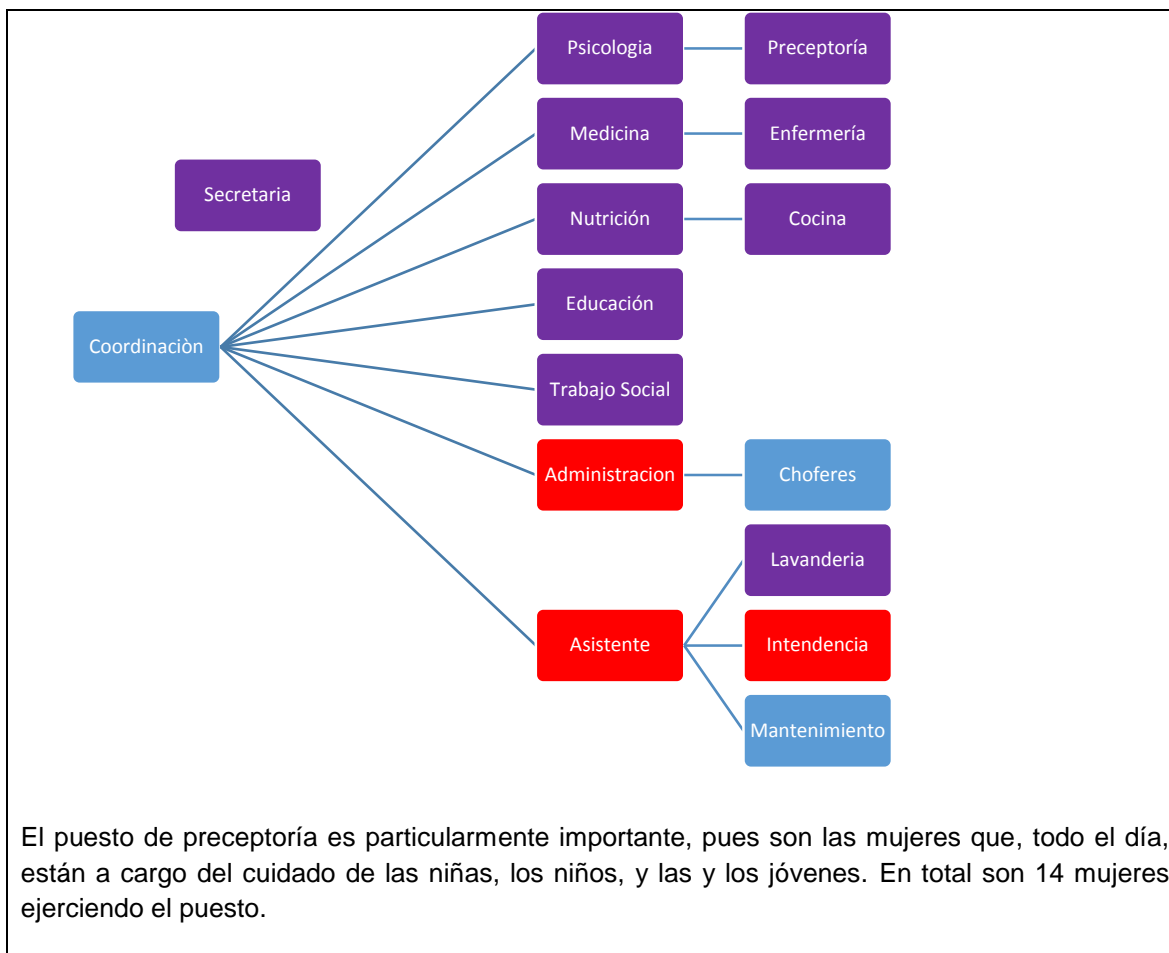 Psicologia
Preceptoría
Medicina
Enfermería
Secretaria
Nutrición
Cocina
Educación
Coordinaciòn
Trabajo Social
Administracion
Choferes
Lavanderia
Asistente
Intendencia
Mantenimiento
El puesto de preceptoría es particularmente importante, pues son las mujeres que, todo el día,
están a cargo del cuidado de las niñas, los niños, y las y los jóvenes. En total son 14 mujeres
ejerciendo el puesto.